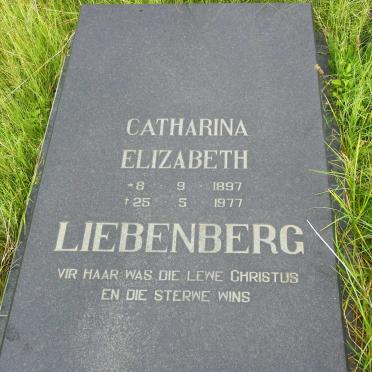 CATHARINA
ELIZABETH
*8 9 1897
†25 5 1977
LIEBENBERG
VIR HAAR WAS DIE LEWE CHRISTUS
EN DIE STERWE WINS